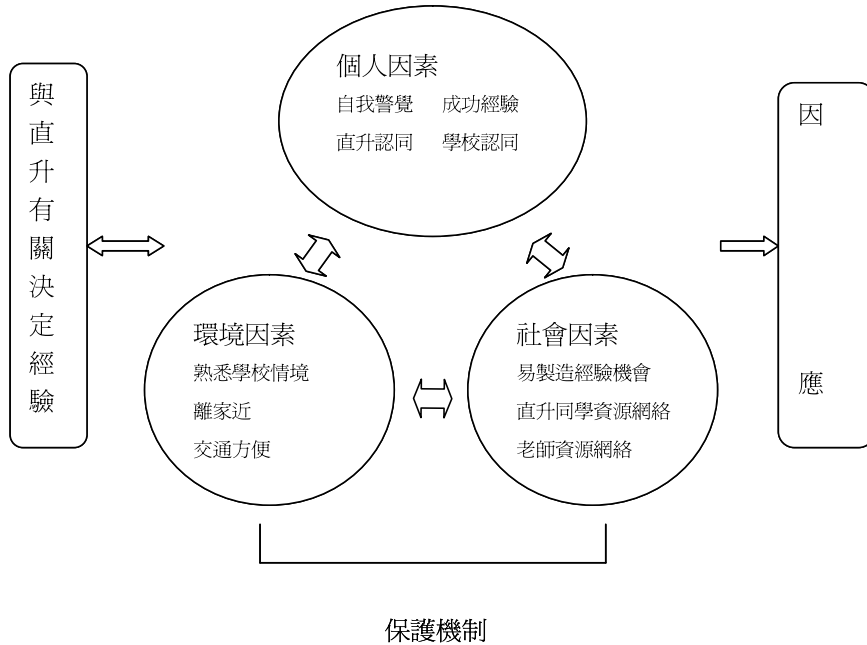 與直升有關決定經驗
個人因素
自我警覺 成功經驗
直升認同 學校認同
環境因素
熟悉學校情境
離家近
交通方便
社會因素
易製造經驗機會
直升同學資源網絡
老師資源網絡
因應
保護機制